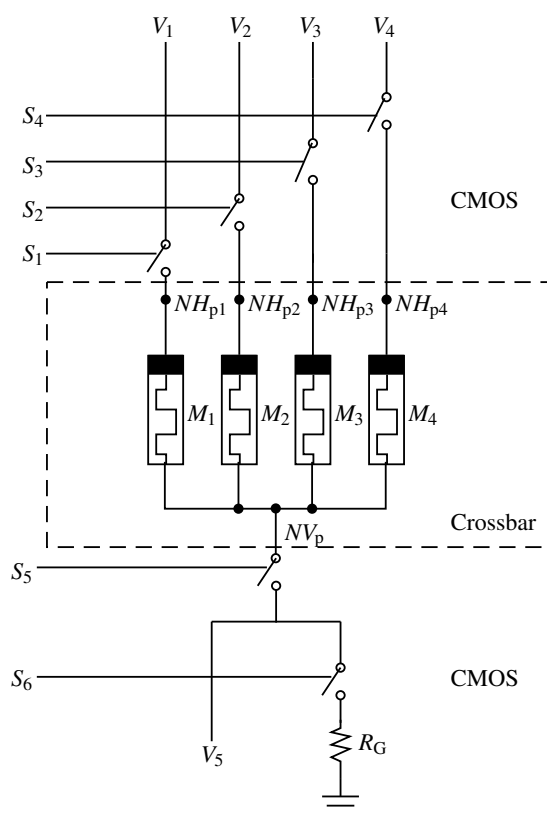 V1 V2 V3 V4
S4
S3
CMOS
S2
S1
NHp1 NHp2 NHp3 NHp4
M1 M2 M3 M4
Crossbar
NVp
S5
S6
CMOS
V5
RG